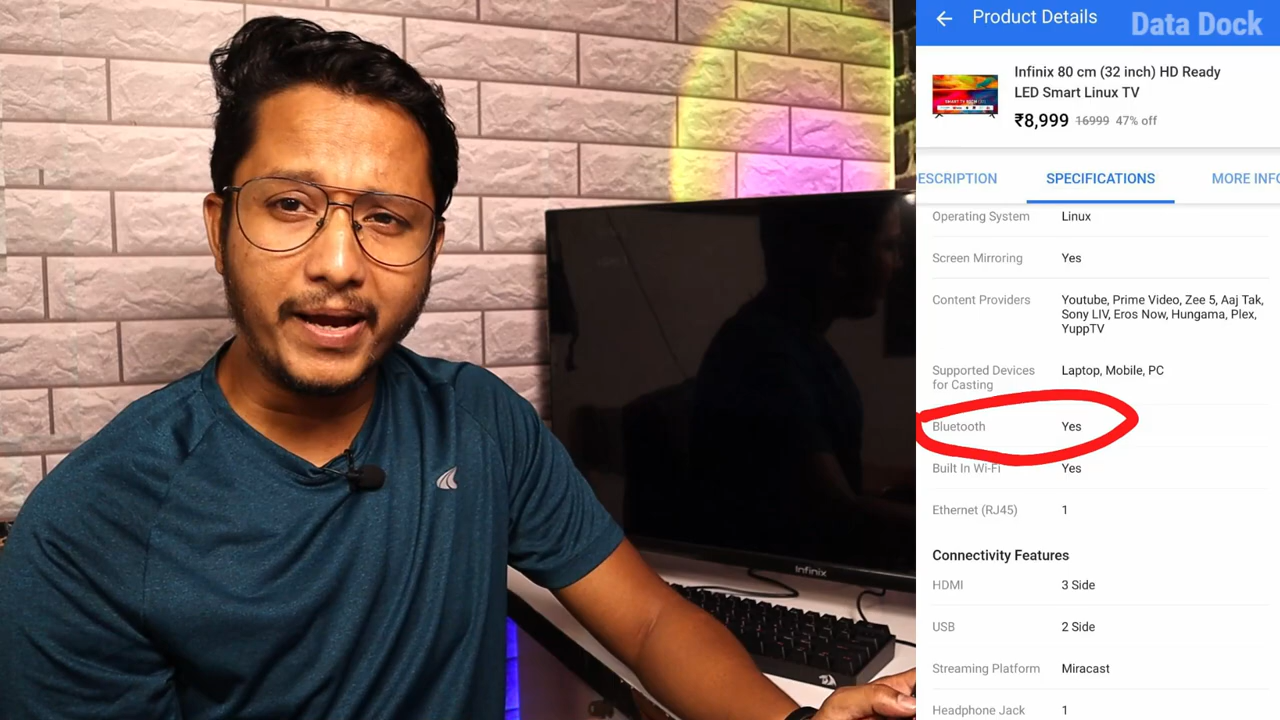 Product Details
Data Dock
Infinix 80 cm (32 inch) HD Ready
LED Smart Linux TV
₹8,999 16999 47% off
ESCRIPTION SPECIFICATIONS MORE INFO
Operating System Linux
Screen Mirroring Yes
Content Providers Youtube, Prime Video, Zee 5, Aaj Tak,
Sony LIV, Eros Now, Hungama, Plex,
YuppTV
Supported Devices Laptop, Mobile, PC
for Casting
Bluetooth Yes
Built In Wi-Fi Yes
Ethernet (RJ45) 1
Connectivity Features
HDMI 3 Side
USB 2 Side
Streaming Platform Miracast
Headphone Jack 1
Infinix